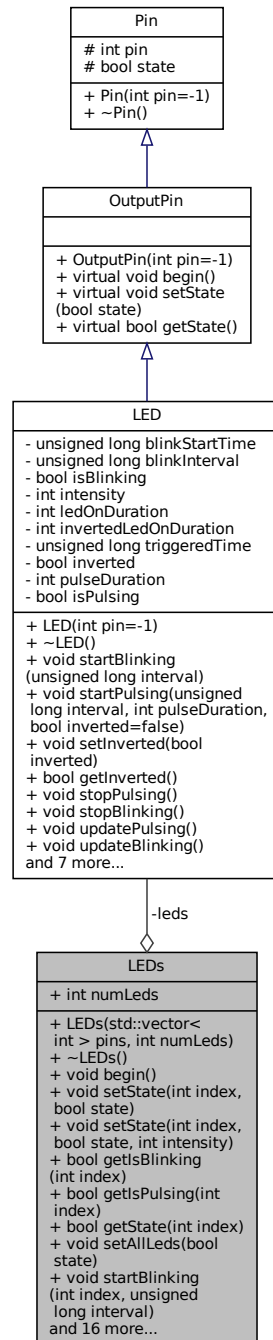 Pin
# int pin
# bool state
+ Pin(int pin=-1)
+ ~Pin()
OutputPin
+ OutputPin(int pin=-1)
+ virtual void begin()
+ virtual void setState
(bool state)
+ virtual bool getState()
LED
- unsigned long blinkStartTime
- unsigned long blinkInterval
- bool isBlinking
- int intensity
- int ledOnDuration
- int invertedLedOnDuration
- unsigned long triggeredTime
- bool inverted
- int pulseDuration
- bool isPulsing
+ LED(int pin=-1)
+ ~LED()
+ void startBlinking
(unsigned long interval)
+ void startPulsing(unsigned
long interval, int pulseDuration,
bool inverted=false)
+ void setInverted(bool
inverted)
+ bool getInverted()
+ void stopPulsing()
+ void stopBlinking()
+ void updatePulsing()
+ void updateBlinking()
and 7 more...
-leds
LEDs
+ int numLeds
+ LEDs(std::vector<
int > pins, int numLeds)
+ ~LEDs()
+ void begin()
+ void setState(int index,
bool state)
+ void setState(int index,
bool state, int intensity)
+ bool getIsBlinking
(int index)
+ bool getIsPulsing(int
index)
+ bool getState(int index)
+ void setAllLeds(bool
state)
+ void startBlinking
(int index, unsigned
long interval)
and 16 more...